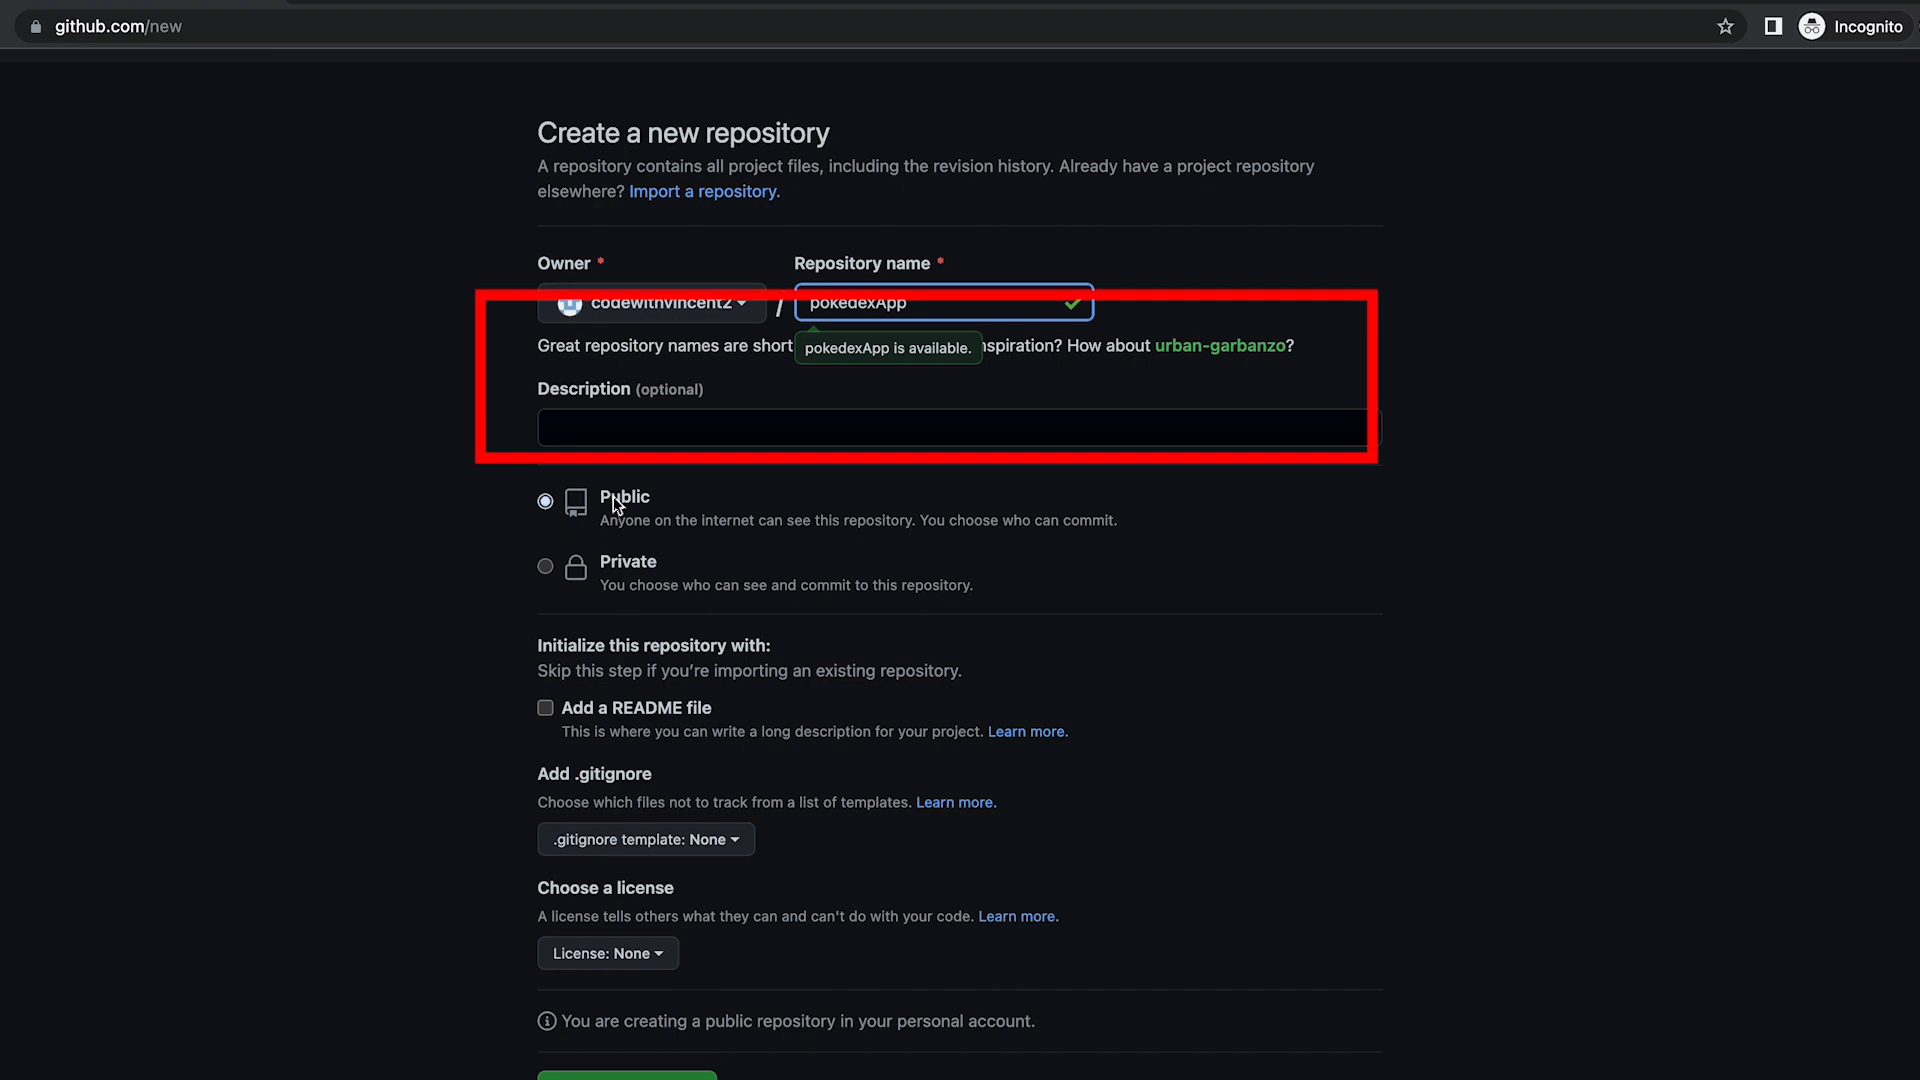 github.com/new
Incognito
Create a new repository
A repository contains all project files, including the revision history. Already have a project repository
elsewhere? Import a repository.
Owner *
Repository name *
codewithvincent2
/
pokedexApp
Great repository names are short
pokedexApp is available.
nspiration? How about urban-garbanzo?
Description (optional)
Public
Anyone on the internet can see this repository. You choose who can commit.
Private
You choose who can see and commit to this repository.
Initialize this repository with:
Skip this step if you're importing an existing repository.
Add a README file
This is where you can write a long description for your project. Learn more.
Add .gitignore
Choose which files not to track from a list of templates. Learn more.
.gitignore template: None
Choose a license
A license tells others what they can and can't do with your code. Learn more.
License: None
You are creating a public repository in your personal account.